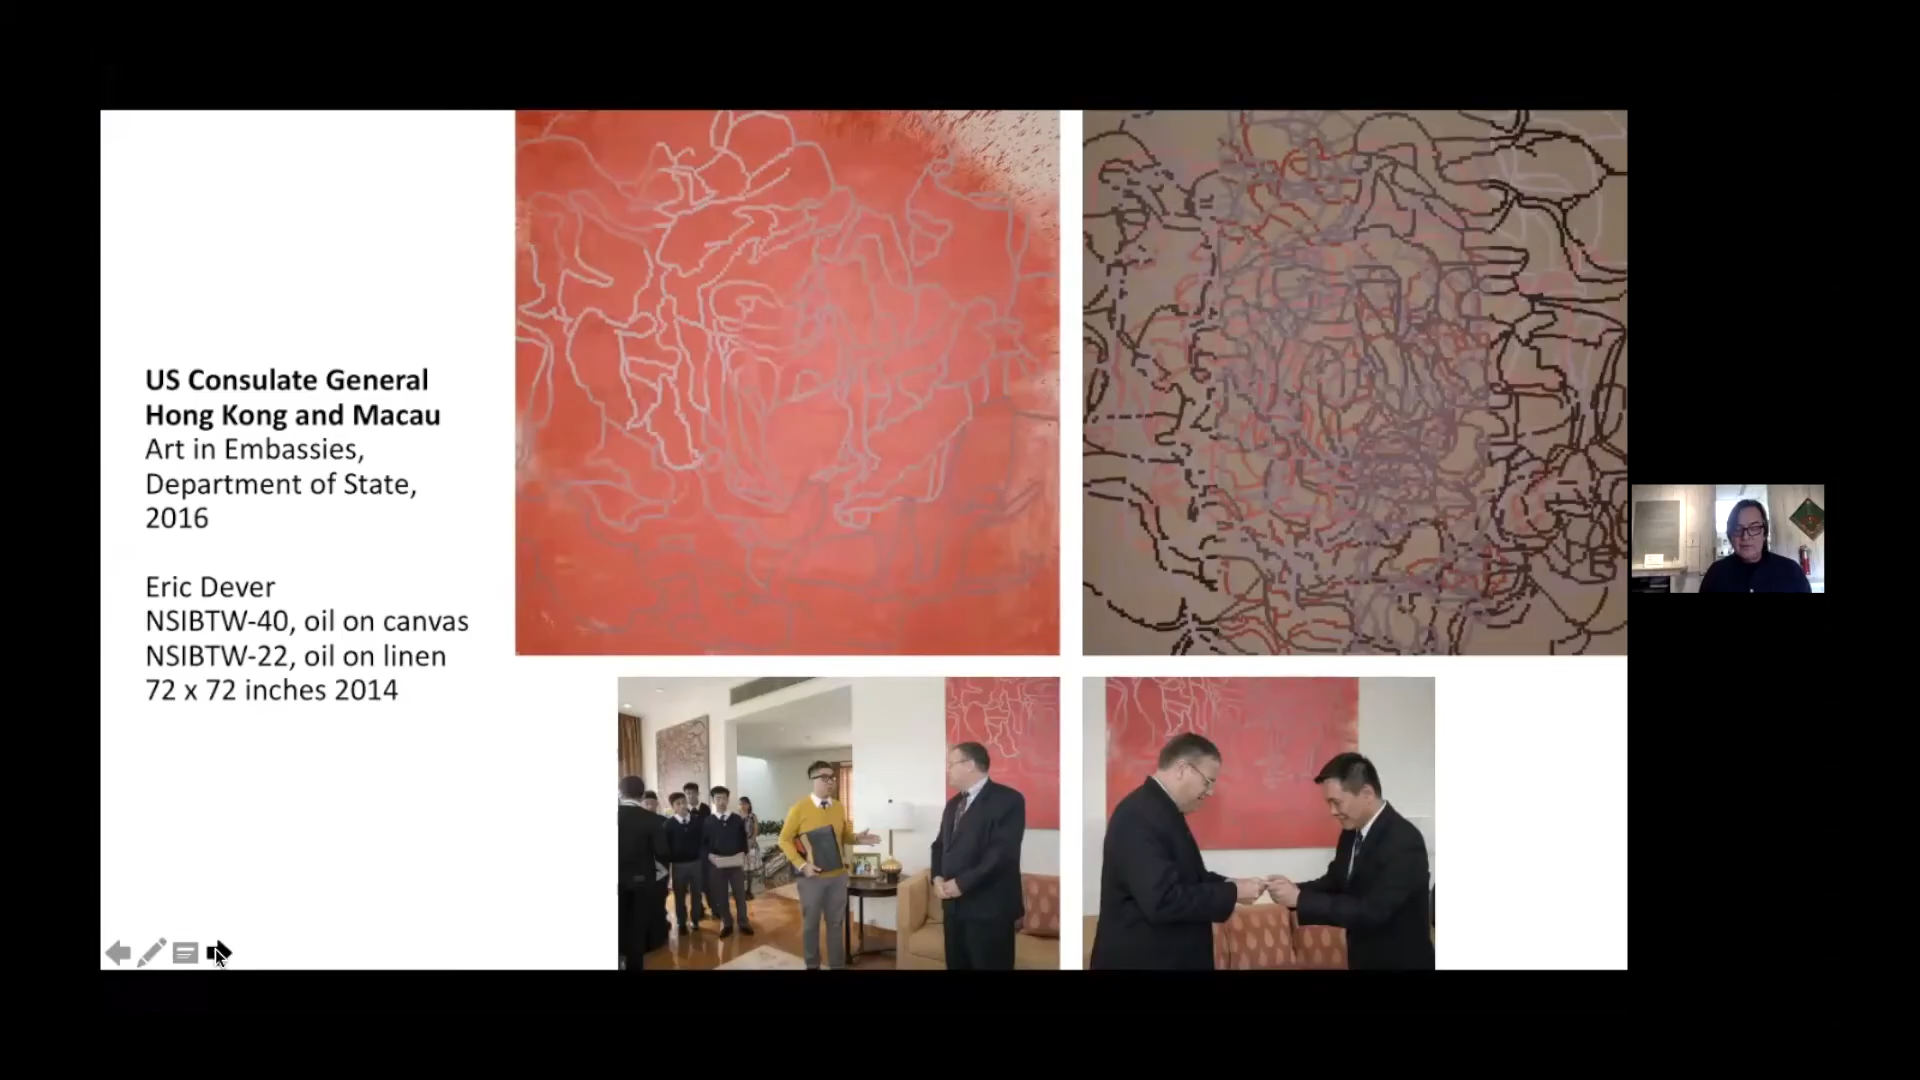 US Consulate General
Hong Kong and Macau
Art in Embassies,
Department of State,
2016
Eric Dever
NSIBTW-40, oil on canvas
NSIBTW-22, oil on linen
72 x 72 inches 2014